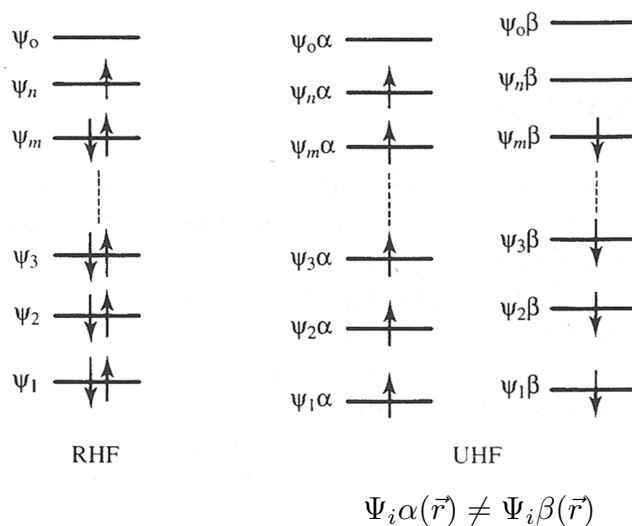 ψₒ
ψₙ
ψₘ
ψ₃
ψ₂
ψ₁
RHF
ψₒα
ψₙα
ψₘα
ψ₃α
ψ₂α
ψ₁α
ψₒβ
ψₙβ
ψₘβ
ψ₃β
ψ₂β
ψ₁β
UHF
Ψᵢα(r⃗) ≠ Ψᵢβ(r⃗)